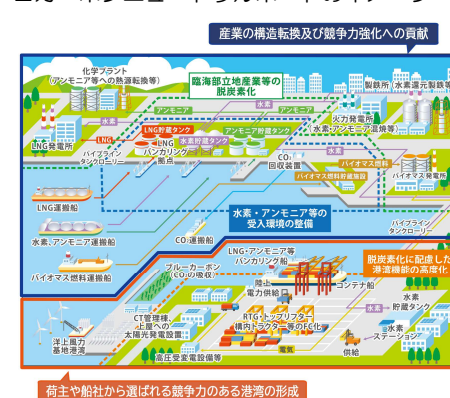 産業の構造転換及び競争力強化への貢献
化学プラント
(アンモニア等への熱源転換等)
臨海部立地産業等の
脱炭素化
製鉄所(水素還元製鉄等)
水素
アンモニア
水素
アンモニア
火力発電所
(水素・アンモニア混焼等)
LNG貯蔵タンク
アンモニア貯蔵タンク
水素貯蔵タンク
LNG発電所
LNG
LNG
バンカリング
拠点
パイプライン
タンクローリー
CO₂
回収装置
バイオマス燃料
バイオマス燃料貯蔵施設
バイオマス発電所
LNG運搬船
水素・アンモニア等の
受入環境の整備
パイプライン
タンクローリー
水素、アンモニア運搬船
CO₂運搬船
LNG・アンモニア等
バンカリング船
脱炭素化に配慮した
港湾機能の高度化
バイオマス燃料運搬船
ブルーカーボン
(CO₂の吸収)
陸上
電力供給
コンテナ船
水素
水素
貯蔵タンク
CT管理棟、
上屋への
太陽光発電設置
RTG・トップリフター
構内トラクター等のFC化
水素
ステーション
洋上風力
基地港湾
電気
供給
高圧受変電設備等
荷主や船社から選ばれる競争力のある港湾の形成